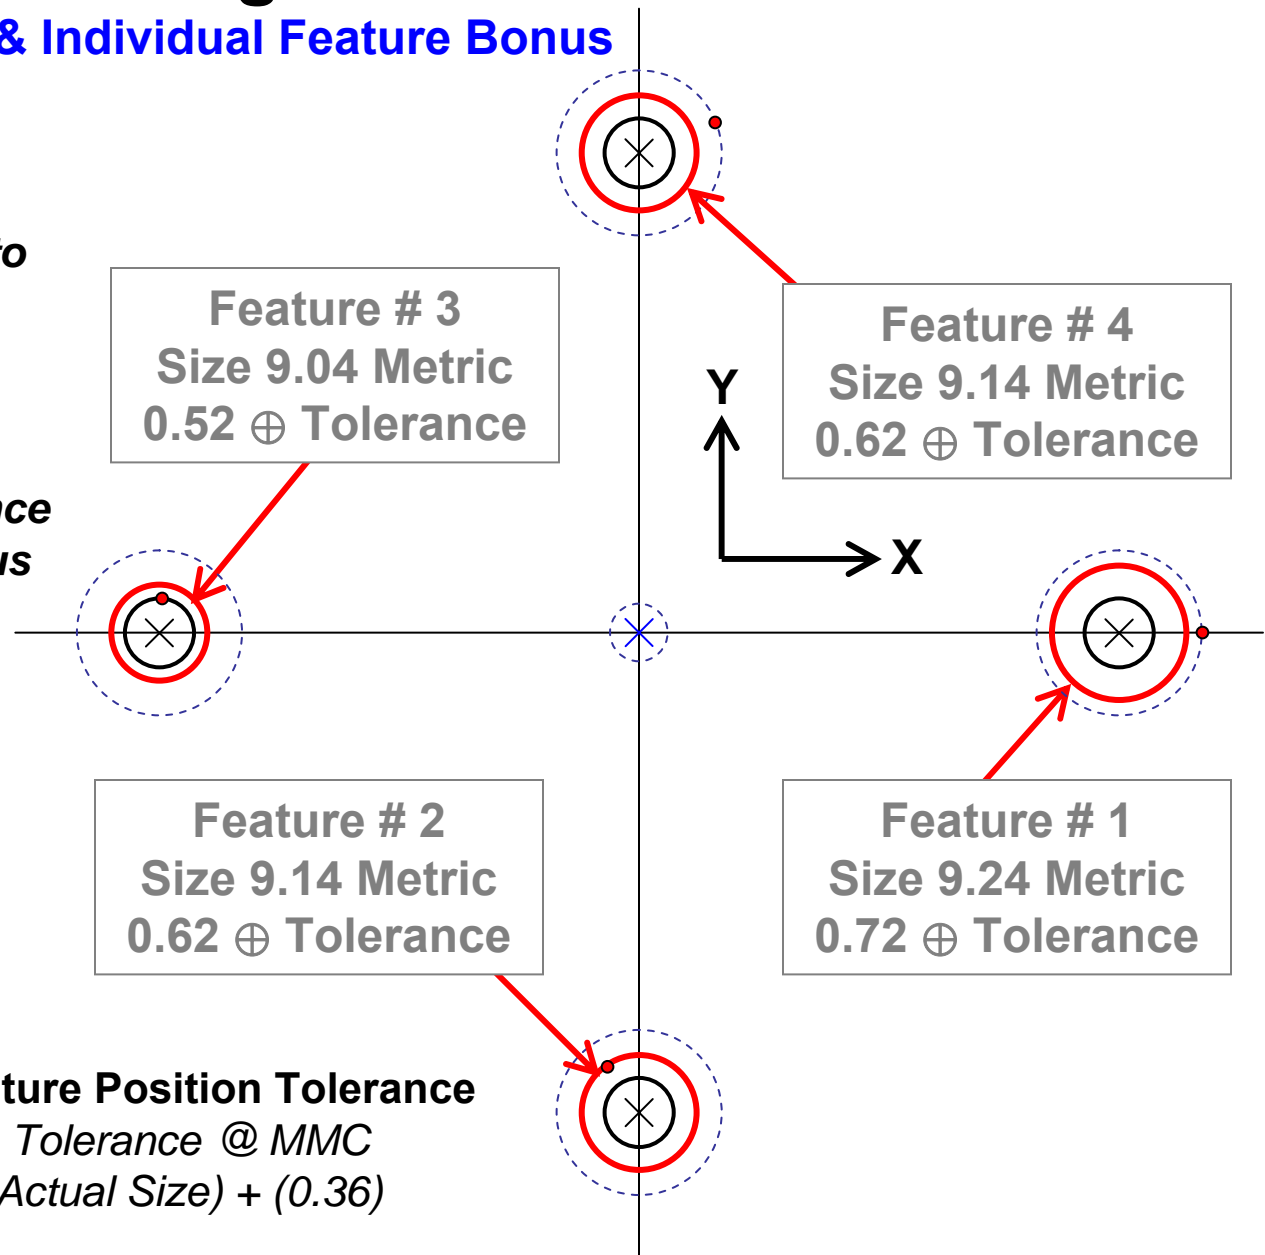 & Individual Feature Bonus
to
Feature # 3
Size 9.04 Metric
0.52 ⌖ Tolerance
Feature # 4
Size 9.14 Metric
0.62 ⌖ Tolerance
Y
X
Feature # 2
Size 9.14 Metric
0.62 ⌖ Tolerance
Feature # 1
Size 9.24 Metric
0.72 ⌖ Tolerance
Position Tolerance
Tolerance @ MMC
Actual Size) + (0.36)